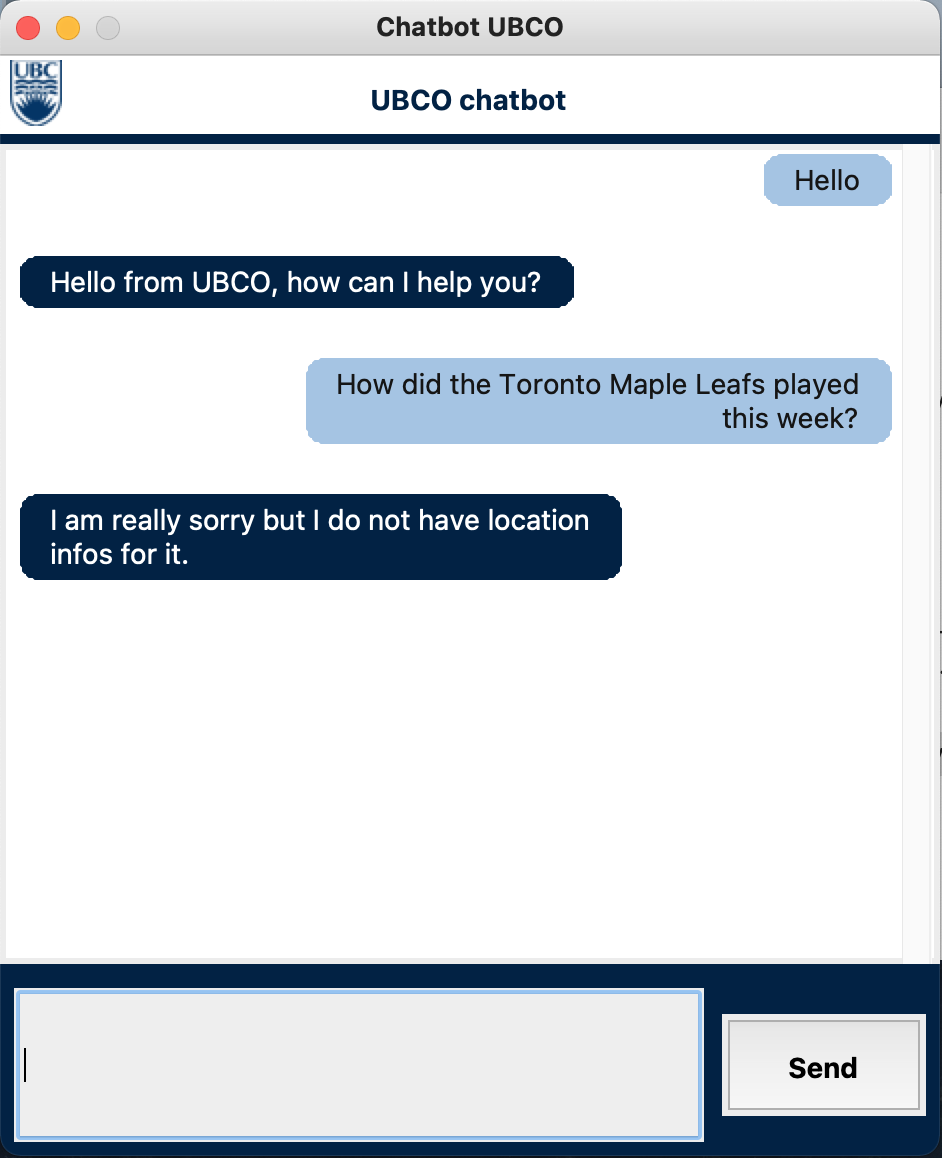 Chatbot UBCO
UBC
UBCO chatbot
Hello
Hello from UBCO, how can I help you?
How did the Toronto Maple Leafs played
this week?
I am really sorry but I do not have location
infos for it.
Send